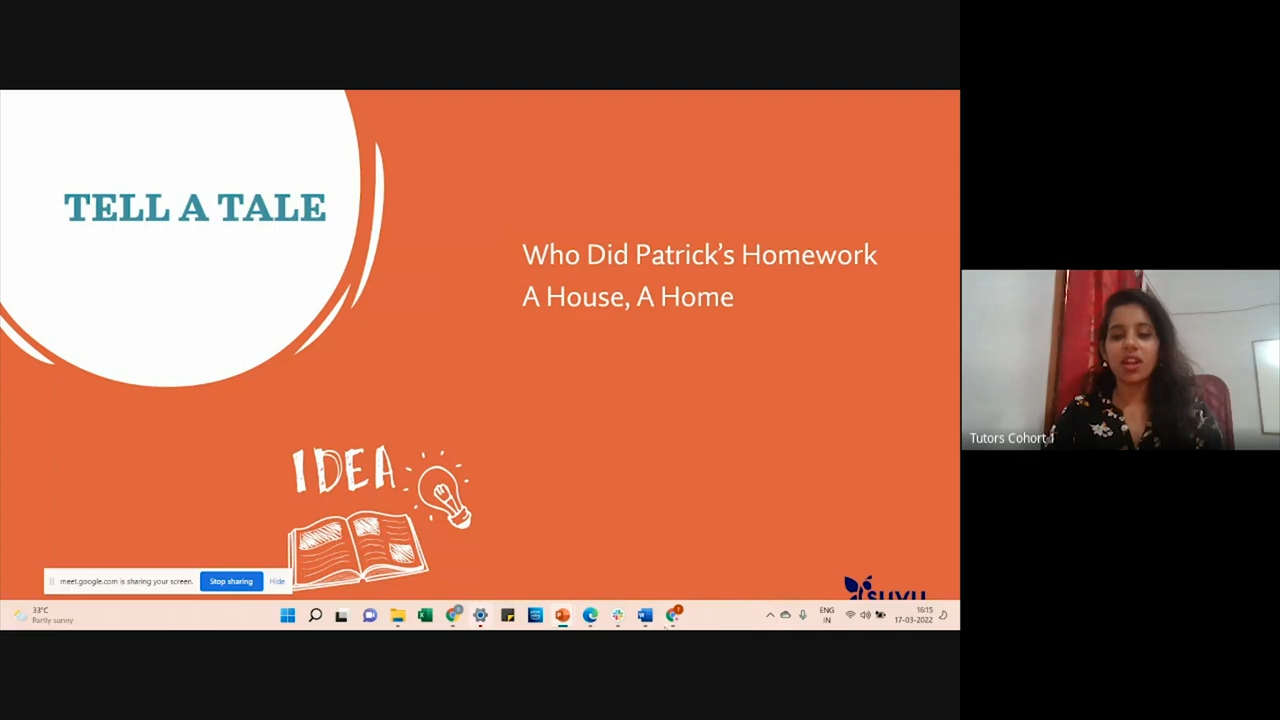 TELL A TALE
Who Did Patrick's Homework
A House, A Home
IDEA
Tutors Cohort 1
meet.google.com is sharing your screen.
Stop sharing
Hide
33°C
Partly sunny
ENG
IN
16:15
17-03-2022